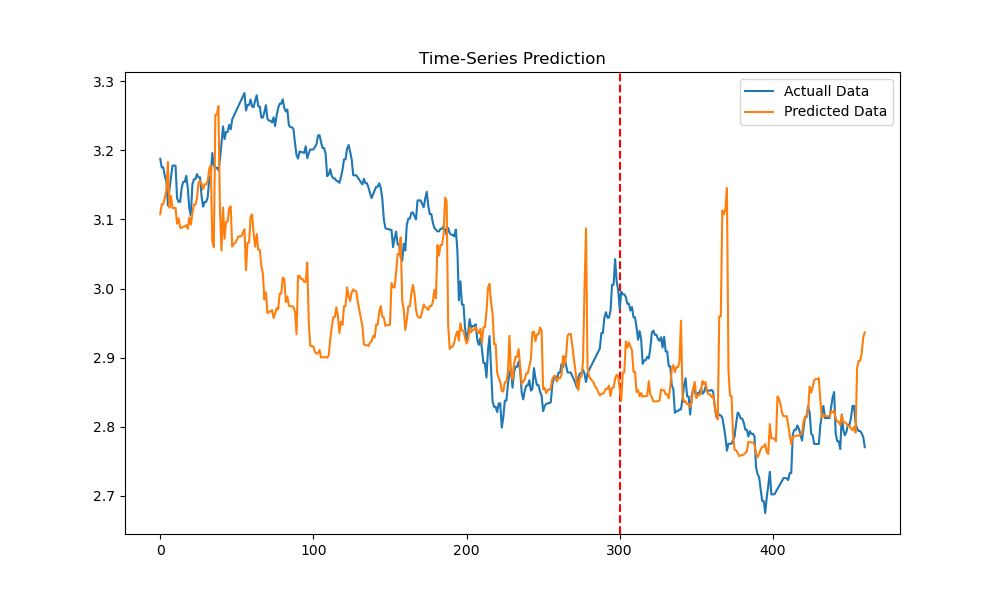 Time-Series Prediction
Actuall Data
Predicted Data
3.3
3.2
3.1
3.0
2.9
2.8
2.7
0 100 200 300 400